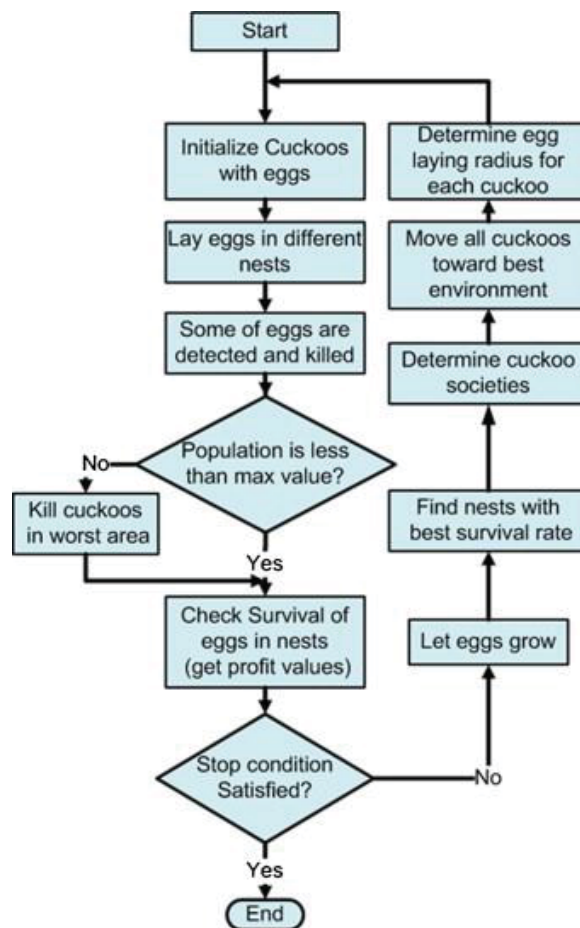 Start
Initialize Cuckoos
with eggs
Lay eggs in different
nests
Some of eggs are
detected and killed
Population is less
than max value?
No
Kill cuckoos
in worst area
Yes
Check Survival of
eggs in nests
(get profit values)
Stop condition
Satisfied?
No
Yes
End
Let eggs grow
Find nests with
best survival rate
Determine cuckoo
societies
Move all cuckoos
toward best
environment
Determine egg
laying radius for
each cuckoo